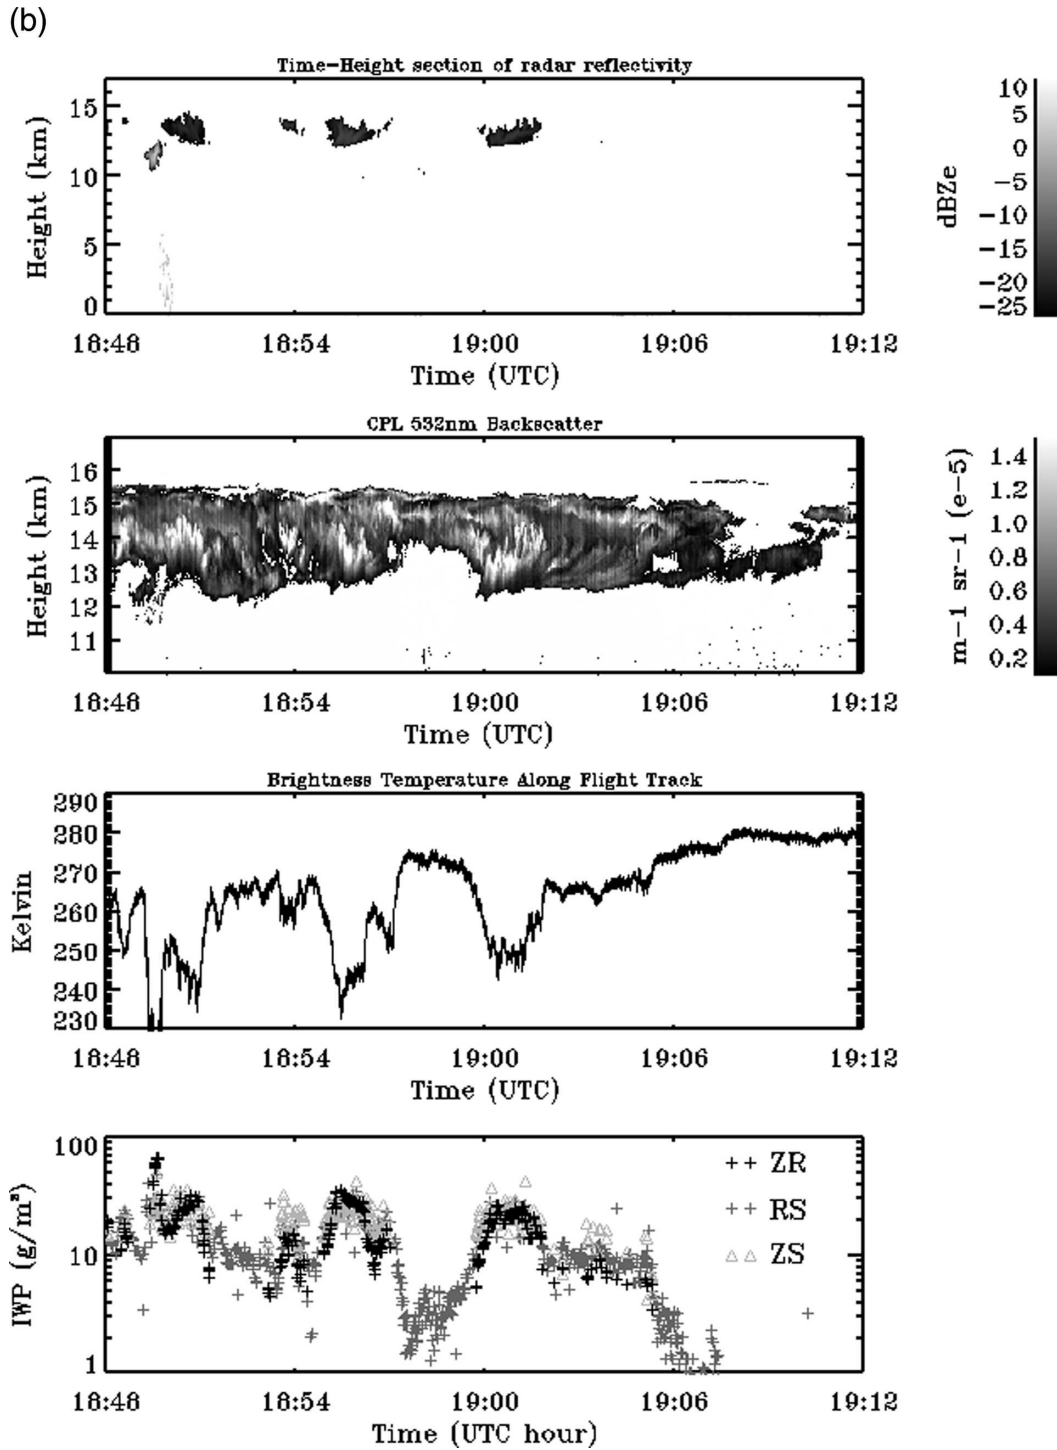 (b)
Time-Height section of radar reflectivity
15
10
5
0
Height (km)
18:48 18:54 19:00 19:06 19:12
Time (UTC)
10
5
0
-5
-10
-15
-20
-25
dBZe
CPL 532nm Backscatter
16
15
14
13
12
11
Height (km)
18:48 18:54 19:00 19:06 19:12
Time (UTC)
1.4
1.2
1.0
0.8
0.6
0.4
0.2
m-1 sr-1 (e-5)
Brightness Temperature Along Flight Track
290
280
270
260
250
240
230
Kelvin
18:48 18:54 19:00 19:06 19:12
Time (UTC)
100
10
1
IWP (g/m²)
ZR
RS
ZS
18:48 18:54 19:00 19:06 19:12
Time (UTC hour)